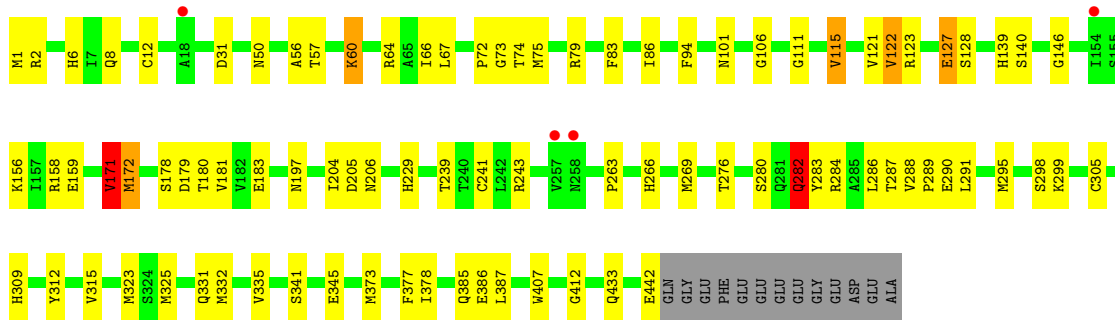 M1 R2 H6 I7 Q8 C12 A18 D31 N50 A56 T57 K60 R64 A65 I66 L67 P72 G73 T74 M75 R79 F83 I86 F94 N101 G106 G111 V115 V121 V122 R123 E127 S128 H139 S140 G146 I154 S155
K156 I157 R158 E159 V171 M172 S178 D179 T180 V181 V182 E183 N197 I204 D205 N206 H229 T239 T240 C241 L242 R243 V257 N258 P263 H266 M269 T276 S280 Q281 Q282 Y283 R284 A285 L286 T287 V288 P289 E290 L291 M295 S298 K299 C305
H309 Y312 V315 M323 S324 M325 Q331 M332 V335 S341 E345 M373 F377 I378 Q385 E386 L387 W407 G412 Q433 E442 GLN GLY GLU PHE GLU GLU GLU GLU GLY GLU ASP GLU ALA